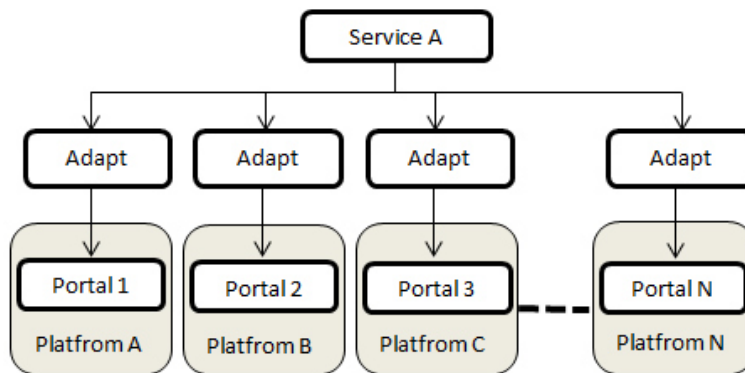 Service A
Adapt
Adapt
Adapt
Adapt
Portal 1
Portal 2
Portal 3
Portal N
Platfrom A
Platfrom B
Platfrom C
Platfrom N